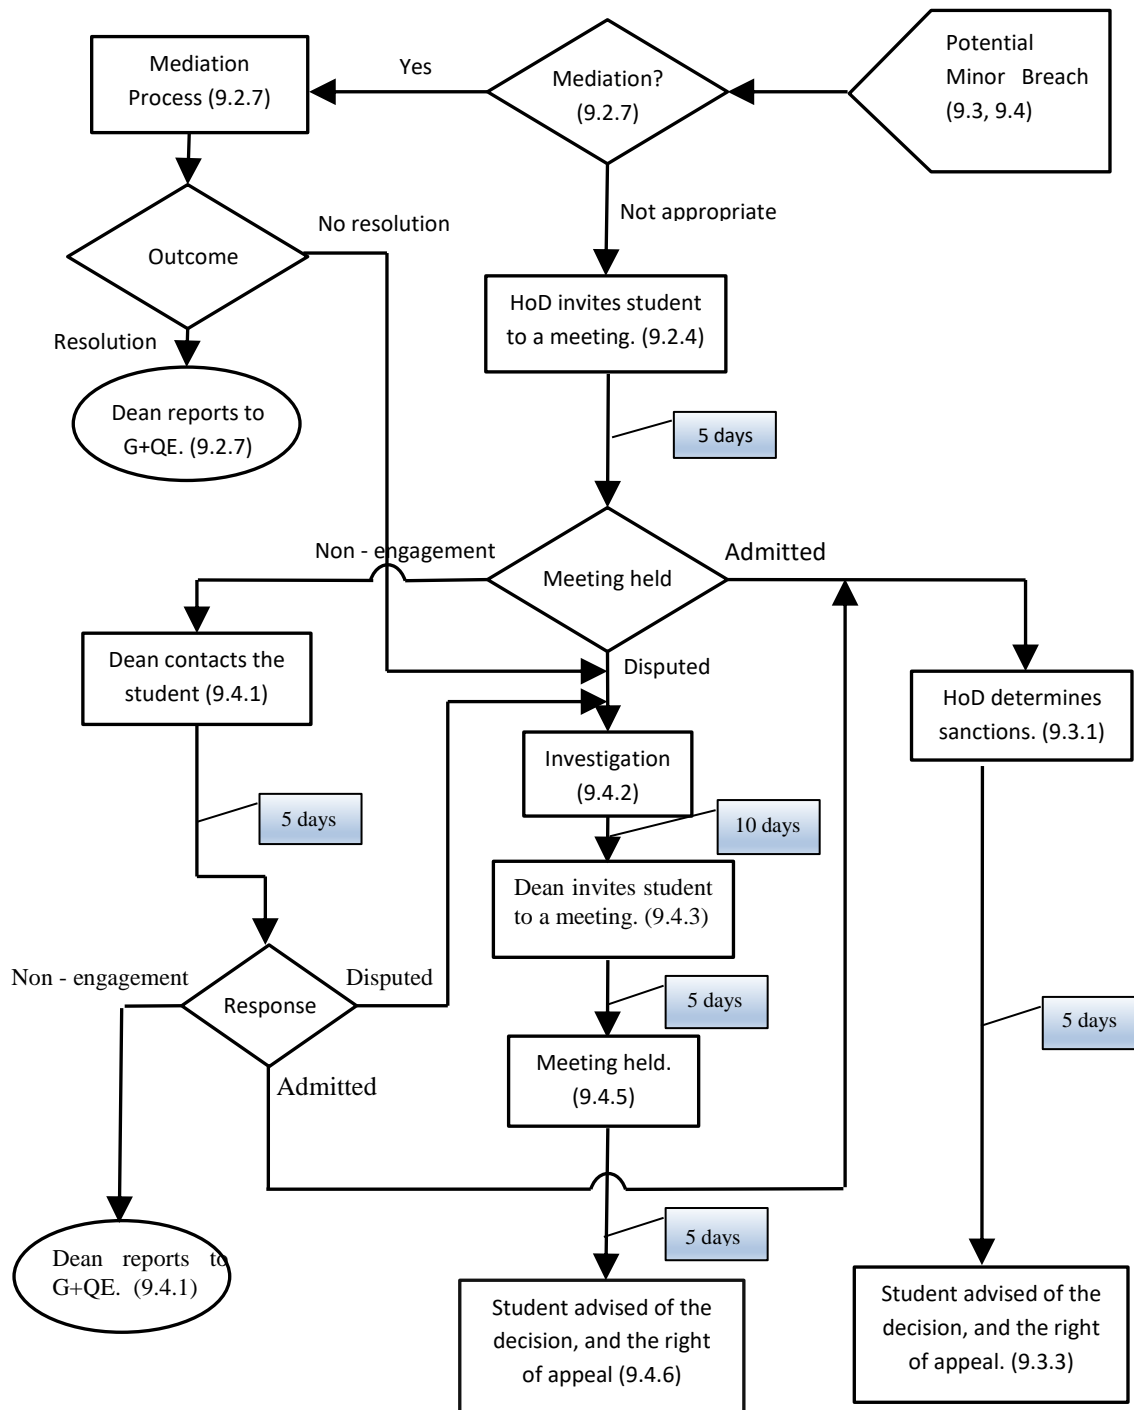 Potential
Minor Breach
(9.3, 9.4)
Mediation?
(9.2.7)
Yes
Mediation
Process (9.2.7)
Not appropriate
No resolution
Outcome
Resolution
Dean reports to
G+QE. (9.2.7)
HoD invites student
to a meeting. (9.2.4)
5 days
Non - engagement
Meeting held
Admitted
Disputed
Dean contacts the
student (9.4.1)
HoD determines
sanctions. (9.3.1)
Investigation
(9.4.2)
5 days
10 days
Dean invites student
to a meeting. (9.4.3)
Non - engagement
Response
Disputed
Admitted
5 days
5 days
Meeting held.
(9.4.5)
5 days
Dean reports to
G+QE. (9.4.1)
Student advised of the
decision, and the right
of appeal (9.4.6)
Student advised of the
decision, and the right
of appeal. (9.3.3)